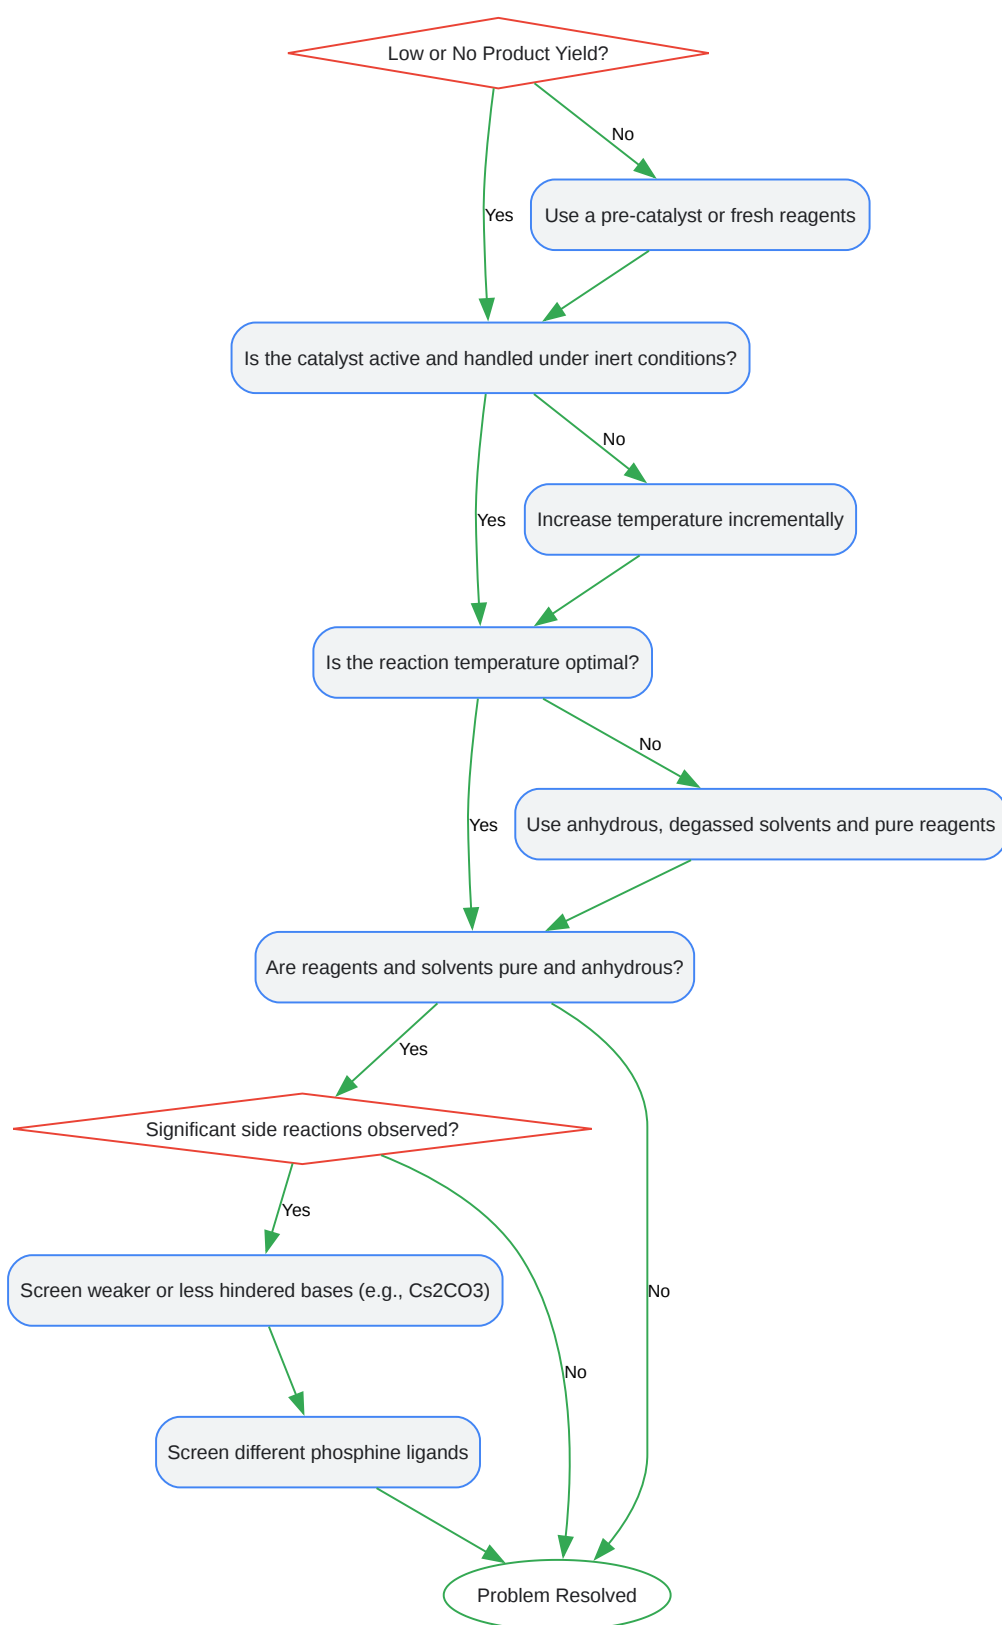 Low or No Product Yield?
No
Yes
Use a pre-catalyst or fresh reagents
Is the catalyst active and handled under inert conditions?
No
Yes
Increase temperature incrementally
Is the reaction temperature optimal?
No
Yes
Use anhydrous, degassed solvents and pure reagents
Are reagents and solvents pure and anhydrous?
Yes
Significant side reactions observed?
Yes
No
Screen weaker or less hindered bases (e.g., Cs2CO3)
No
Screen different phosphine ligands
Problem Resolved